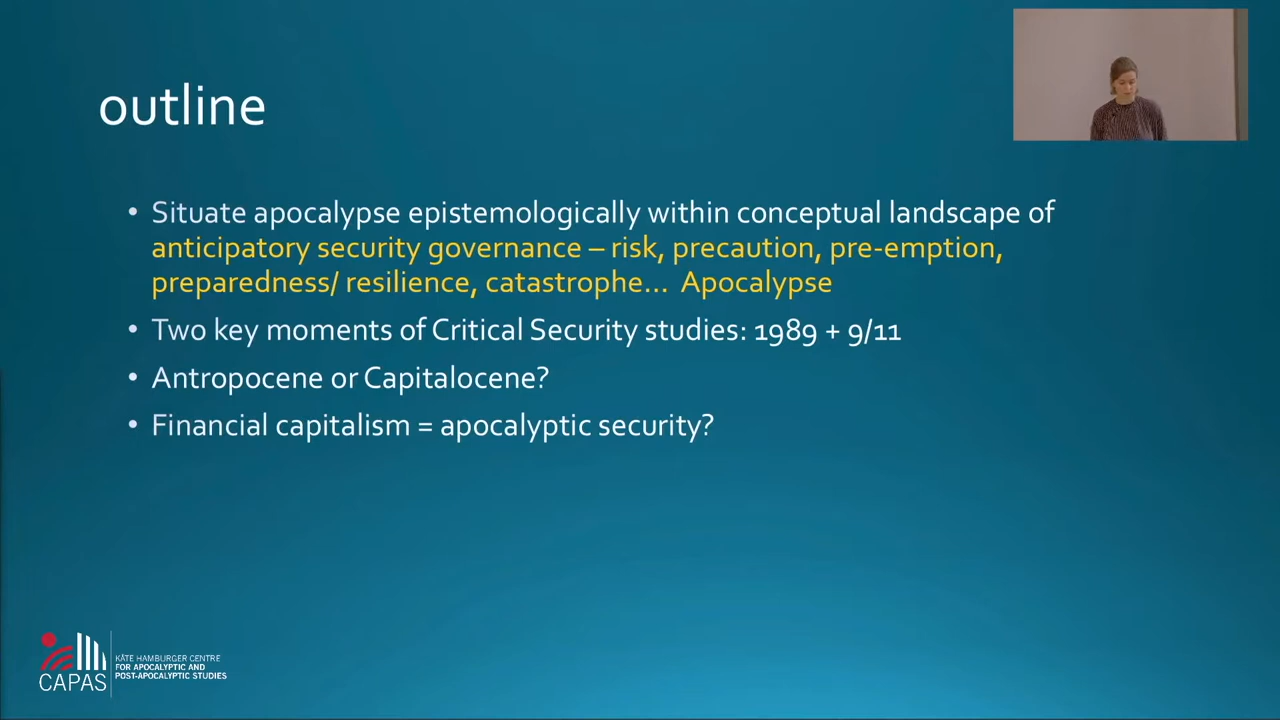 outline
• Situate apocalypse epistemologically within conceptual landscape of
anticipatory security governance – risk, precaution, pre-emption,
preparedness/ resilience, catastrophe... Apocalypse
• Two key moments of Critical Security studies: 1989 + 9/11
• Antropocene or Capitalocene?
• Financial capitalism = apocalyptic security?
CAPAS
KÄTE HAMBURGER CENTRE
FOR APOCALYPTIC AND
POST-APOCALYPTIC STUDIES